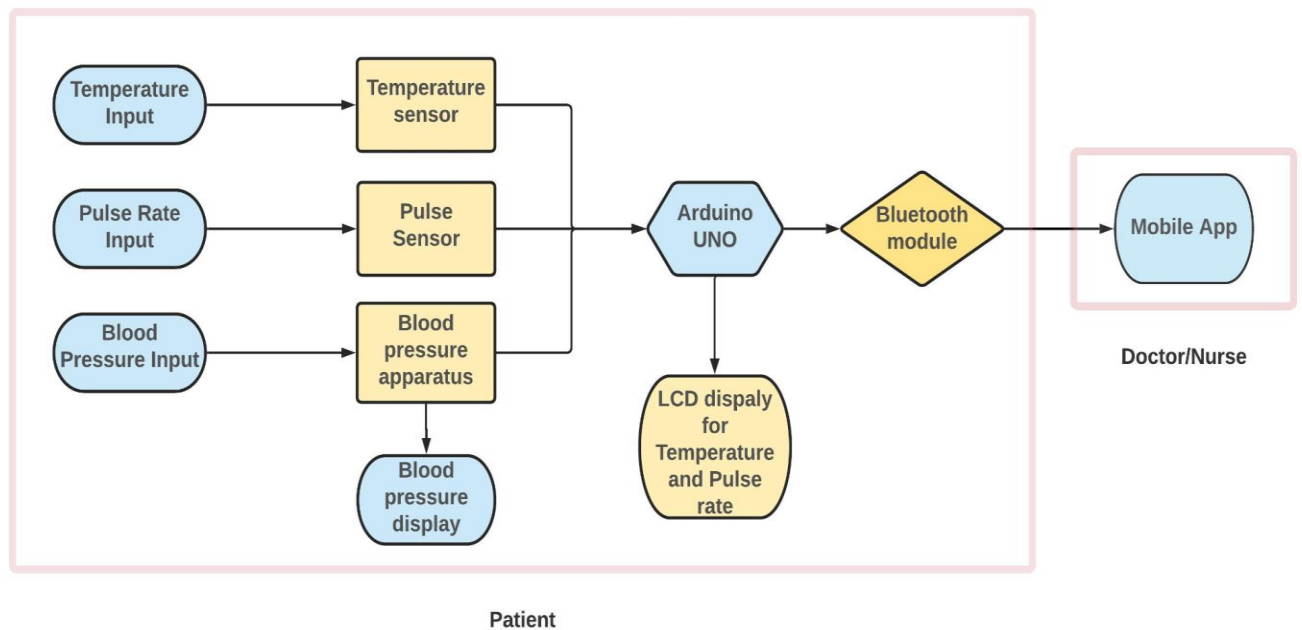 Temperature
Input
Temperature
sensor
Pulse Rate
Input
Pulse
Sensor
Arduino
UNO
Bluetooth
module
Mobile App
Blood
Pressure Input
Blood
pressure
apparatus
Doctor/Nurse
LCD dispaly
for
Temperature
and Pulse
rate
Blood
pressure
display
Patient